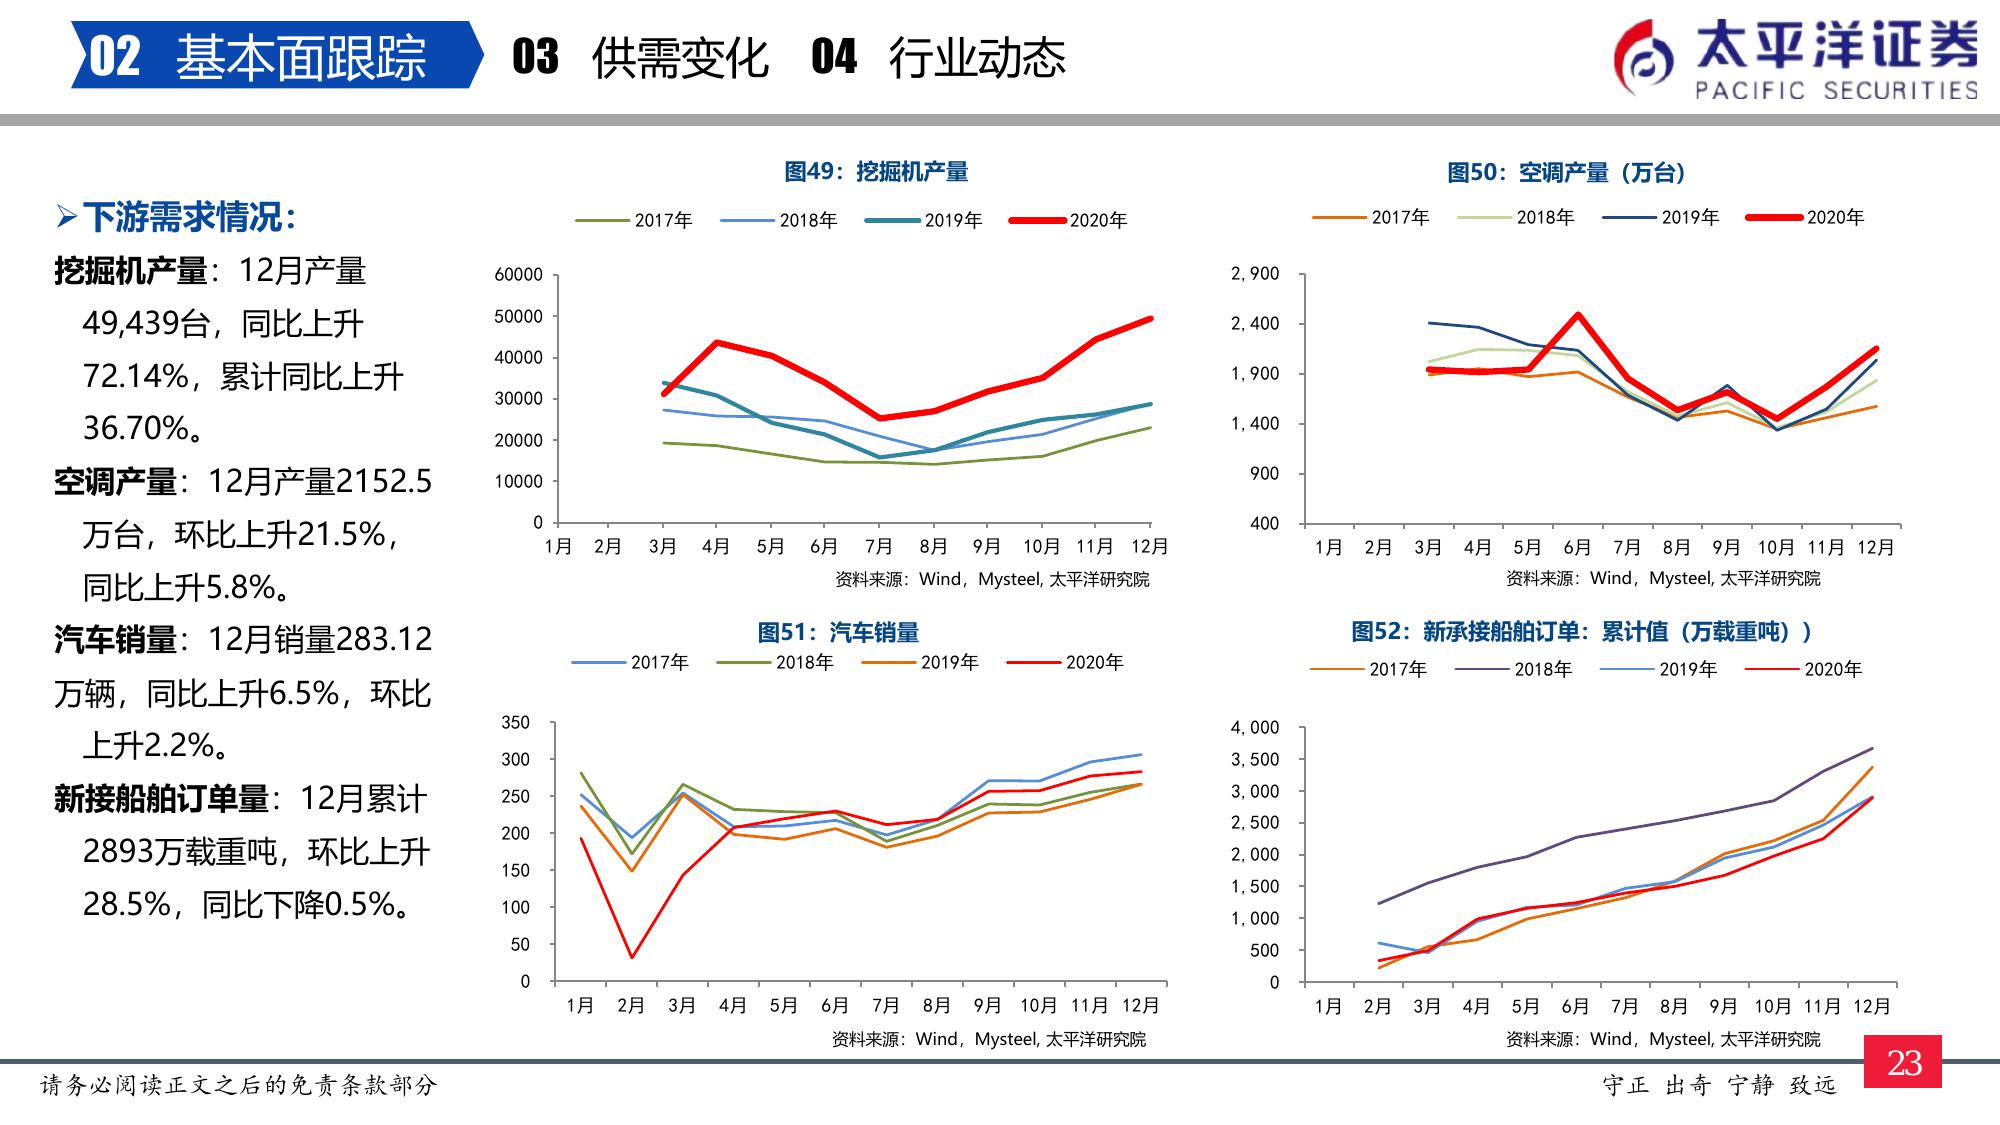 02 基本面跟踪 03 供需变化 04 行业动态
太平洋证券
PACIFIC SECURITIES
➢下游需求情况：
挖掘机产量：12月产量
49,439台，同比上升
72.14%，累计同比上升
36.70%。
空调产量：12月产量2152.5
万台，环比上升21.5%，
同比上升5.8%。
汽车销量：12月销量283.12
万辆，同比上升6.5%，环比
上升2.2%。
新接船舶订单量：12月累计
2893万载重吨，环比上升
28.5%，同比下降0.5%。
图49：挖掘机产量
2017年 2018年 2019年 2020年
60000
50000
40000
30000
20000
10000
0
1月 2月 3月 4月 5月 6月 7月 8月 9月 10月 11月 12月
资料来源：Wind，Mysteel, 太平洋研究院
图50：空调产量（万台）
2017年 2018年 2019年 2020年
2,900
2,400
1,900
1,400
900
400
1月 2月 3月 4月 5月 6月 7月 8月 9月 10月 11月 12月
资料来源：Wind，Mysteel, 太平洋研究院
图51：汽车销量
2017年 2018年 2019年 2020年
350
300
250
200
150
100
50
0
1月 2月 3月 4月 5月 6月 7月 8月 9月 10月 11月 12月
资料来源：Wind，Mysteel, 太平洋研究院
图52：新承接船舶订单：累计值（万载重吨））
2017年 2018年 2019年 2020年
4,000
3,500
3,000
2,500
2,000
1,500
1,000
500
0
1月 2月 3月 4月 5月 6月 7月 8月 9月 10月 11月 12月
资料来源：Wind，Mysteel, 太平洋研究院
请务必阅读正文之后的免责条款部分
守正 出奇 宁静 致远
23